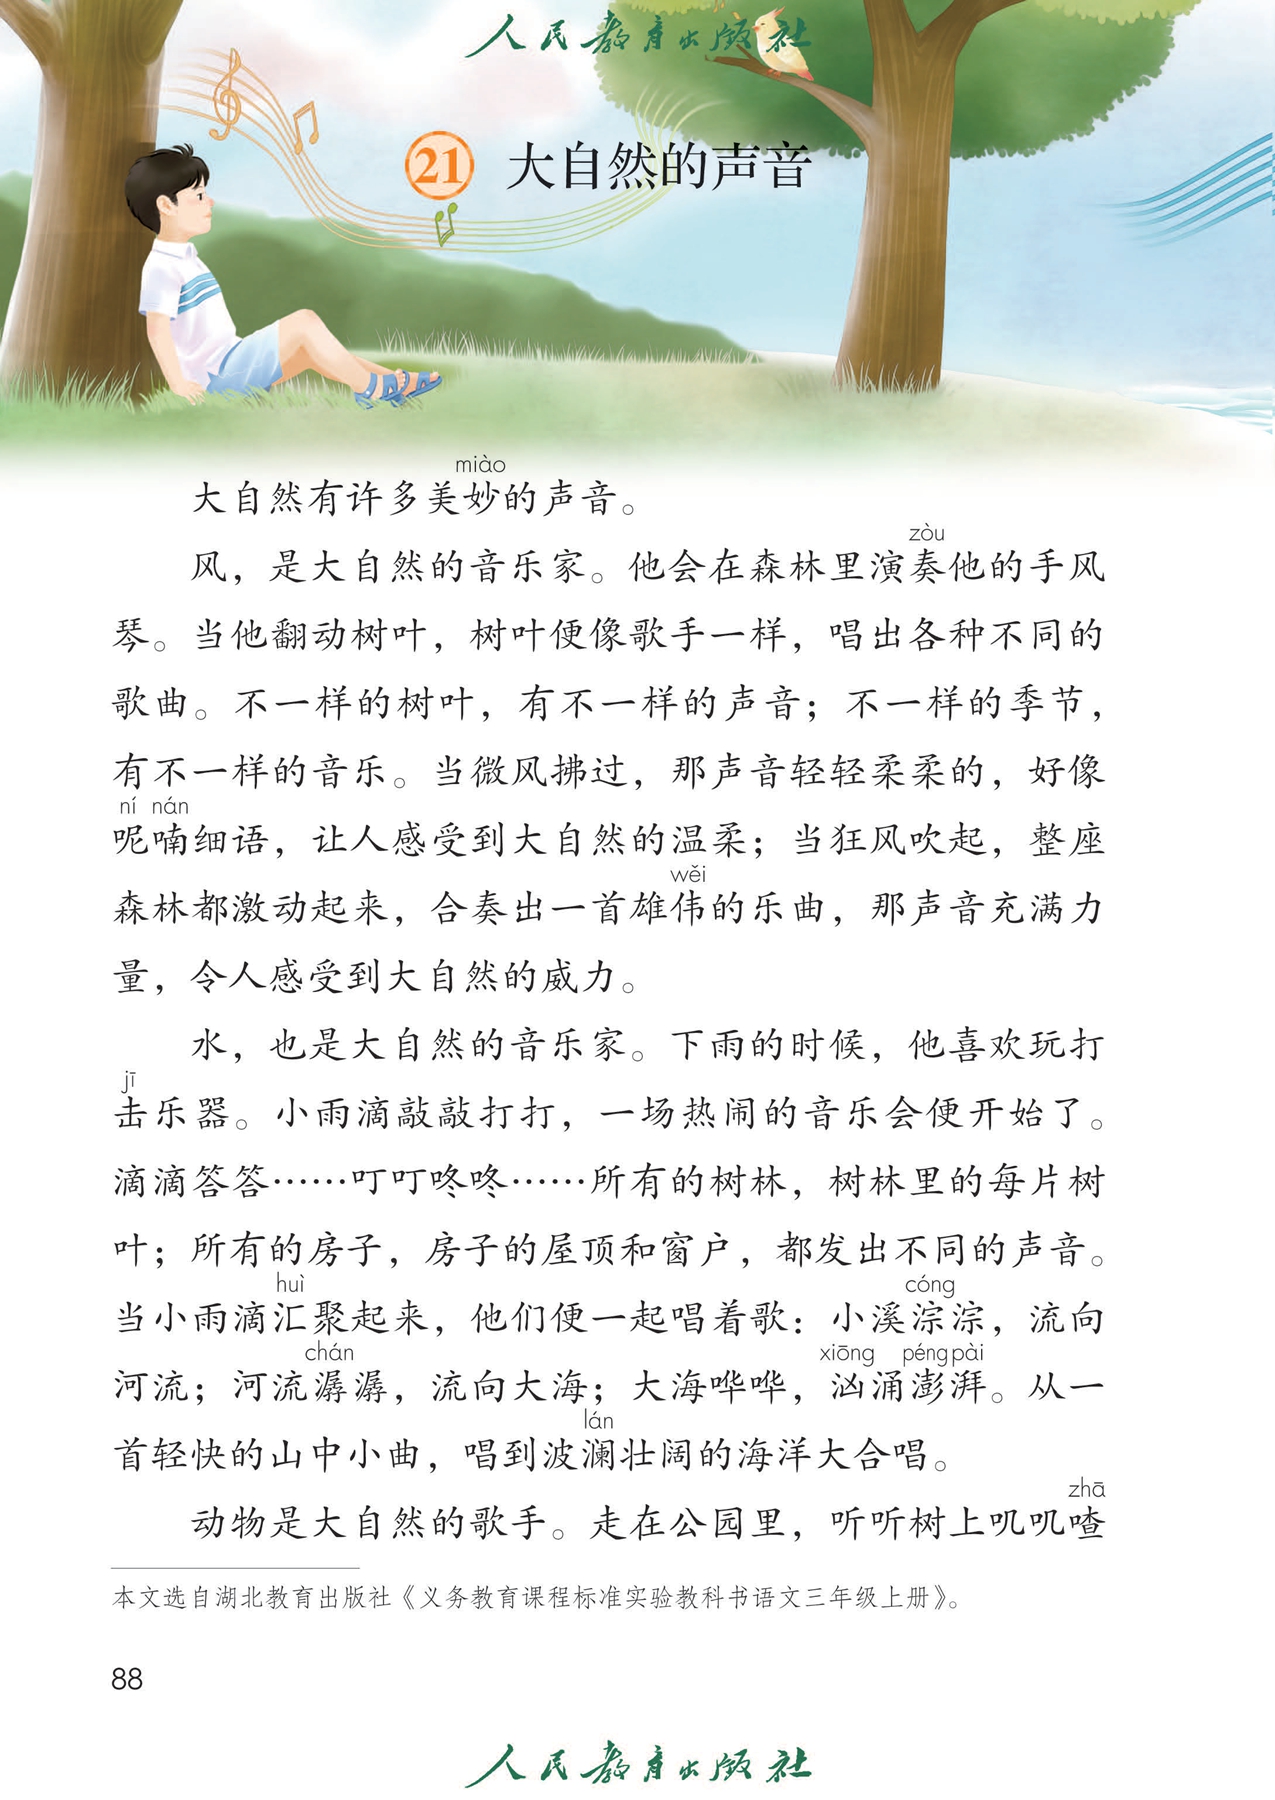 人民教育出版社
21 大自然的声音
miào
大自然有许多美妙的声音。
zòu
风，是大自然的音乐家。他会在森林里演奏他的手风
琴。当他翻动树叶，树叶便像歌手一样，唱出各种不同的
歌曲。不一样的树叶，有不一样的声音；不一样的季节，
有不一样的音乐。当微风拂过，那声音轻轻柔柔的，好像
ní nán
呢喃细语，让人感受到大自然的温柔；当狂风吹起，整座
wěi
森林都激动起来，合奏出一首雄伟的乐曲，那声音充满力
量，令人感受到大自然的威力。
水，也是大自然的音乐家。下雨的时候，他喜欢玩打
jī
击乐器。小雨滴敲敲打打，一场热闹的音乐会便开始了。
滴滴答答……叮叮咚咚……所有的树林，树林里的每片树
叶；所有的房子，房子的屋顶和窗户，都发出不同的声音。
huì cóng
当小雨滴汇聚起来，他们便一起唱着歌：小溪淙淙，流向
chán xiōng péng pài
河流；河流潺潺，流向大海；大海哗哗，汹涌澎湃。从一
lán
首轻快的山中小曲，唱到波澜壮阔的海洋大合唱。
zhā
动物是大自然的歌手。走在公园里，听听树上叽叽喳
本文选自湖北教育出版社《义务教育课程标准实验教科书语文三年级上册》。
88
人民教育出版社